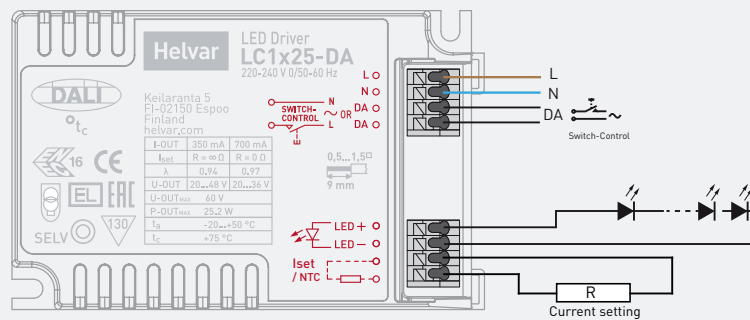 Helvar
LED Driver
LC1x25-DA
220-240 V 0/50-60 Hz
DALI
tc
Keilaranta 5
FI-02150 Espoo
Finland
helvar.com
SWITCH-CONTROL
N
L
~ OR
L
N
DA
DA
I-OUT 350 mA 700 mA
Iset R = ∞ Ω R = 0 Ω
λ 0.94 0.97
U-OUT 20...48 V 20...36 V
U-OUTMAX 60 V
P-OUTMAX 25.2 W
ta -20...+50 °C
tc +75 °C
0,5...1,5□
9 mm
16 CE
EL EAC
SELV 130
LED +
LED –
Iset
/ NTC
L
N
DA
~
Switch-Control
R
Current setting